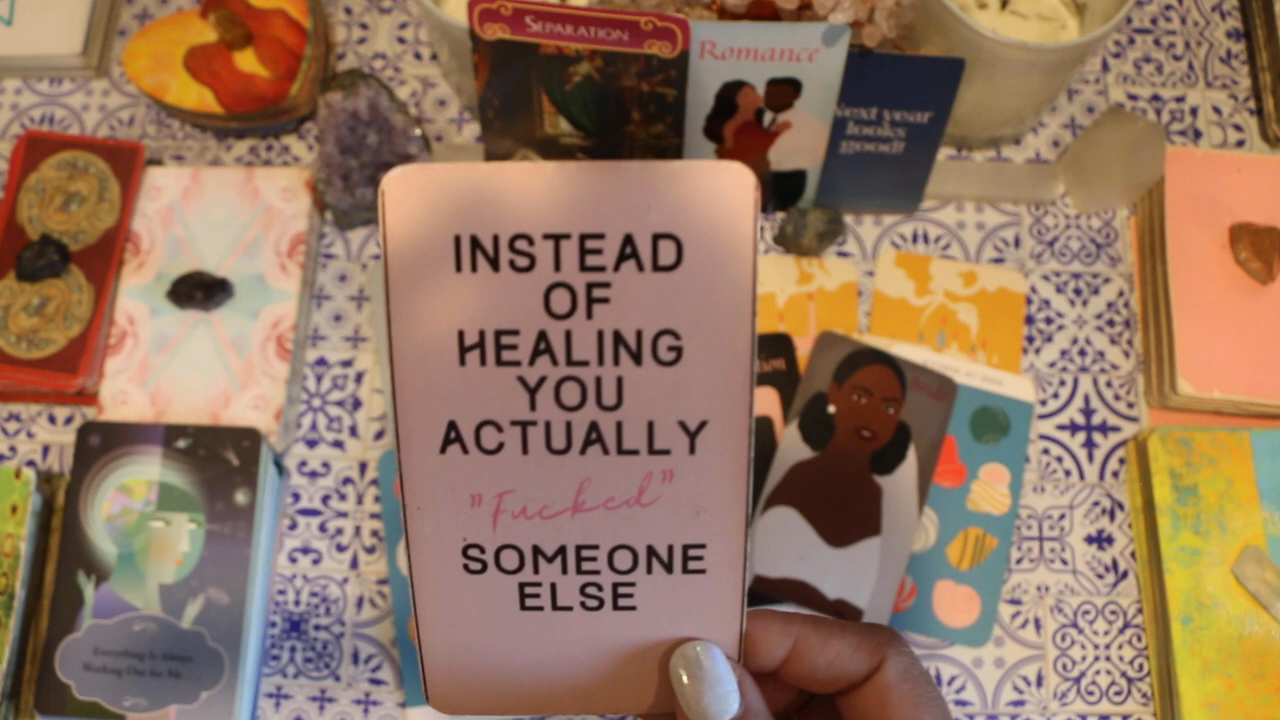 SEPARATION
Romance
Next year
looks
good!!
INSTEAD
OF
HEALING
YOU
ACTUALLY
"Fucked"
SOMEONE
ELSE
Everything Is Always
Working Out for Me